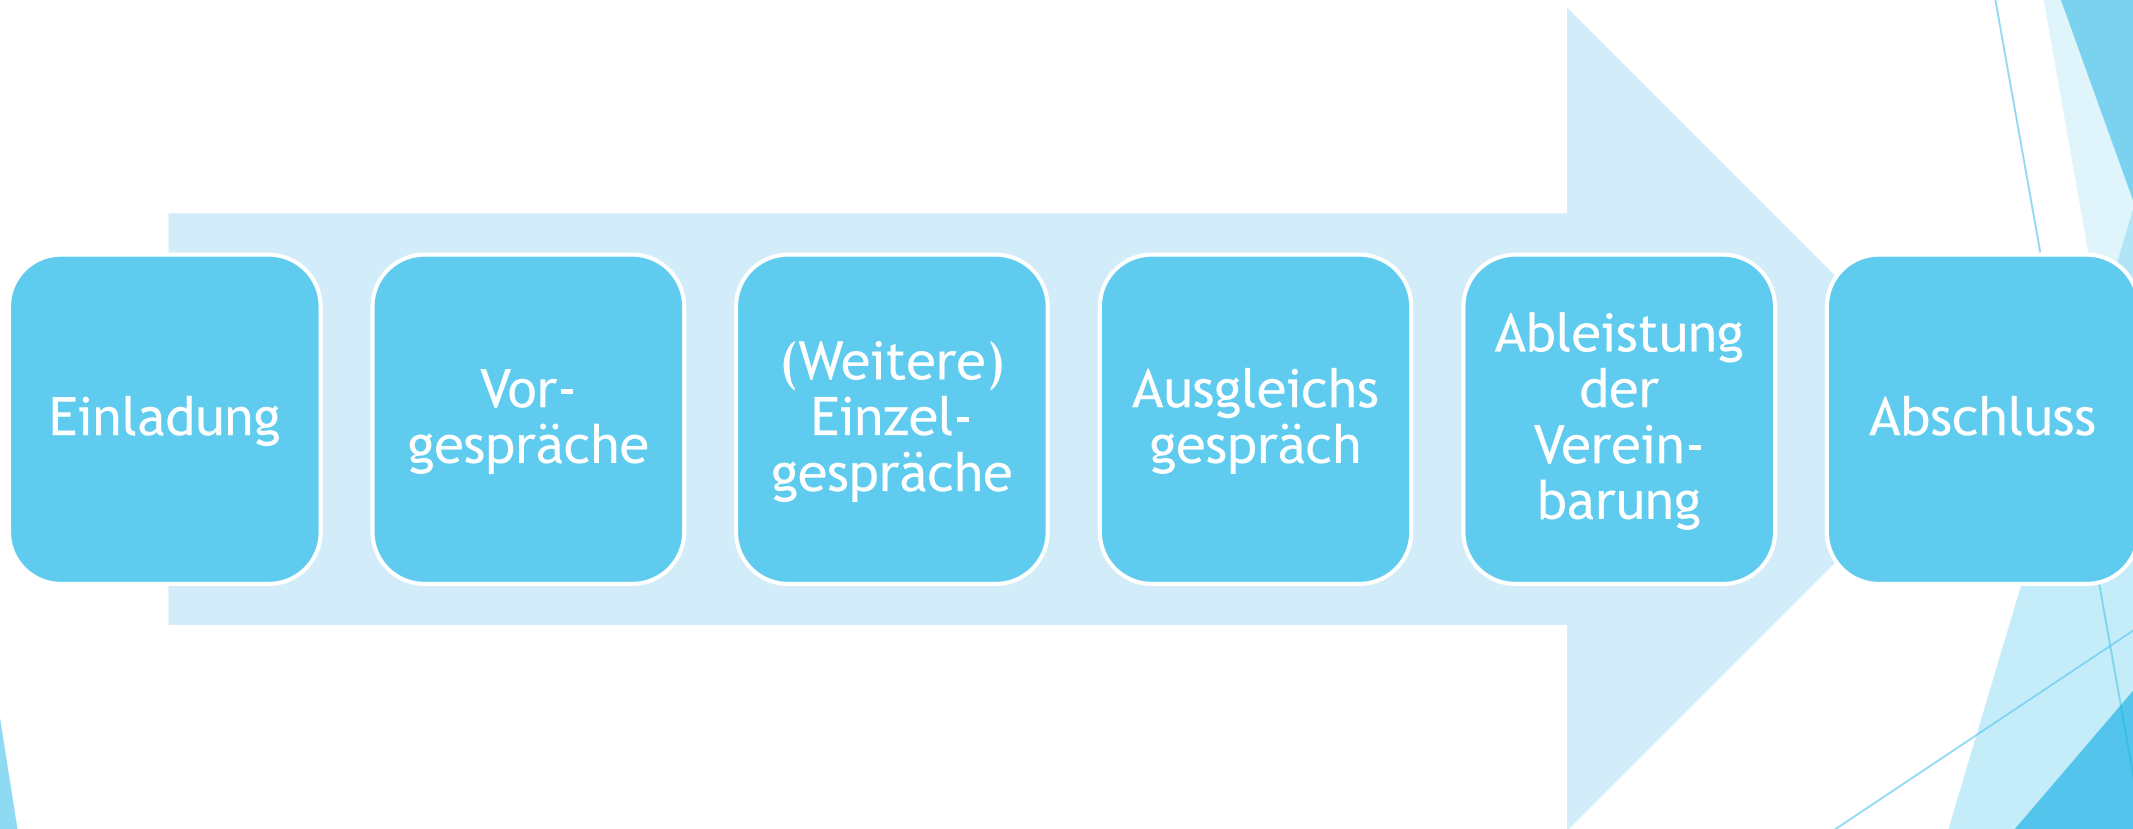 Einladung
Vor-
gespräche
(Weitere)
Einzel-
gespräche
Ausgleichs
gespräch
Ableistung
der
Verein-
barung
Abschluss